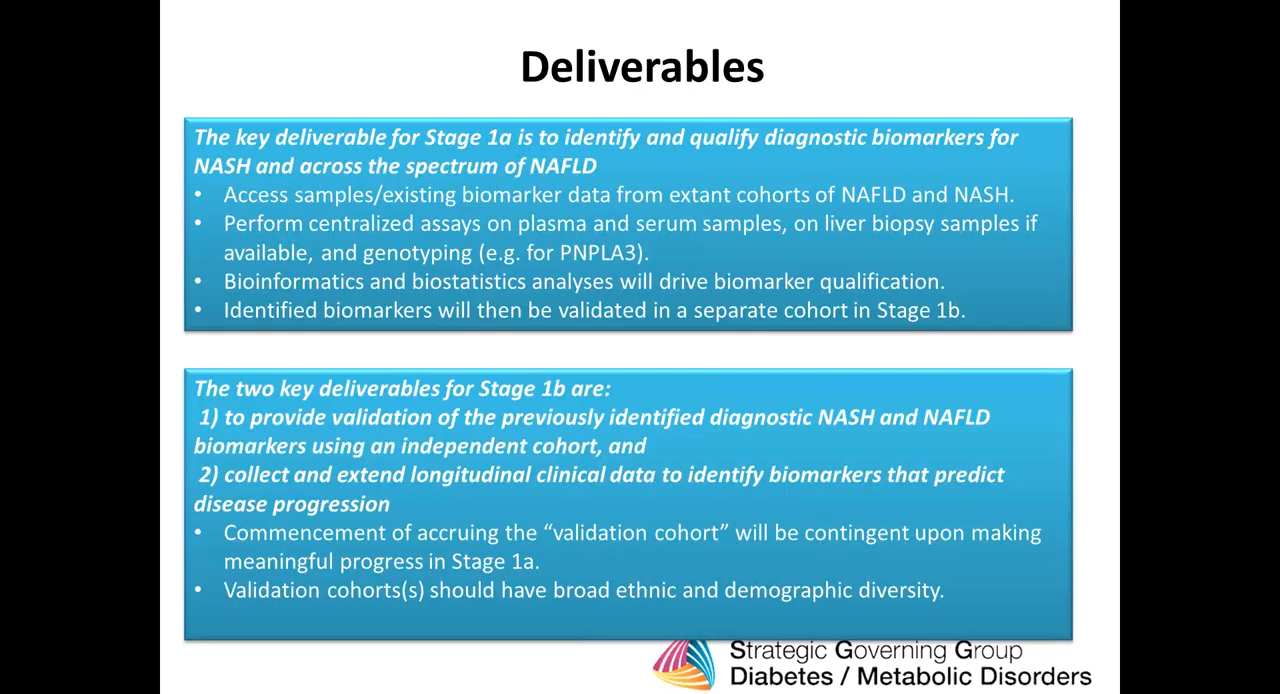 Deliverables
The key deliverable for Stage 1a is to identify and qualify diagnostic biomarkers for
NASH and across the spectrum of NAFLD
• Access samples/existing biomarker data from extant cohorts of NAFLD and NASH.
• Perform centralized assays on plasma and serum samples, on liver biopsy samples if
available, and genotyping (e.g. for PNPLA3).
• Bioinformatics and biostatistics analyses will drive biomarker qualification.
• Identified biomarkers will then be validated in a separate cohort in Stage 1b.
The two key deliverables for Stage 1b are:
1) to provide validation of the previously identified diagnostic NASH and NAFLD
biomarkers using an independent cohort, and
2) collect and extend longitudinal clinical data to identify biomarkers that predict
disease progression
• Commencement of accruing the “validation cohort” will be contingent upon making
meaningful progress in Stage 1a.
• Validation cohorts(s) should have broad ethnic and demographic diversity.
Strategic Governing Group
Diabetes / Metabolic Disorders